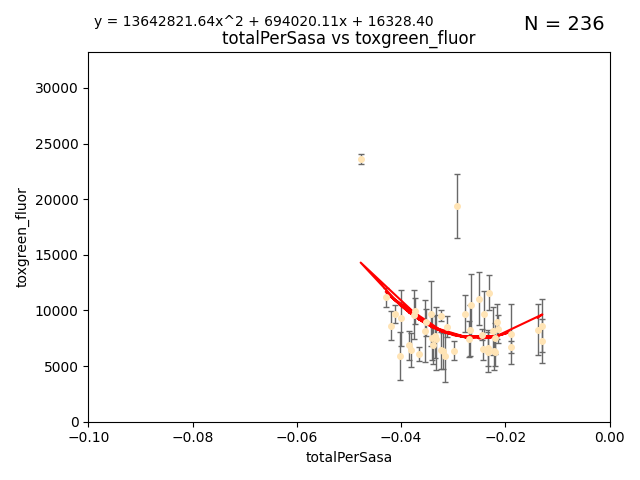 y = 13642821.64x^2 + 694020.11x + 16328.40
N = 236
totalPerSasa vs toxgreen_fluor
toxgreen_fluor
30000
25000
20000
15000
10000
5000
0
−0.10
−0.08
−0.06
−0.04
−0.02
0.00
totalPerSasa